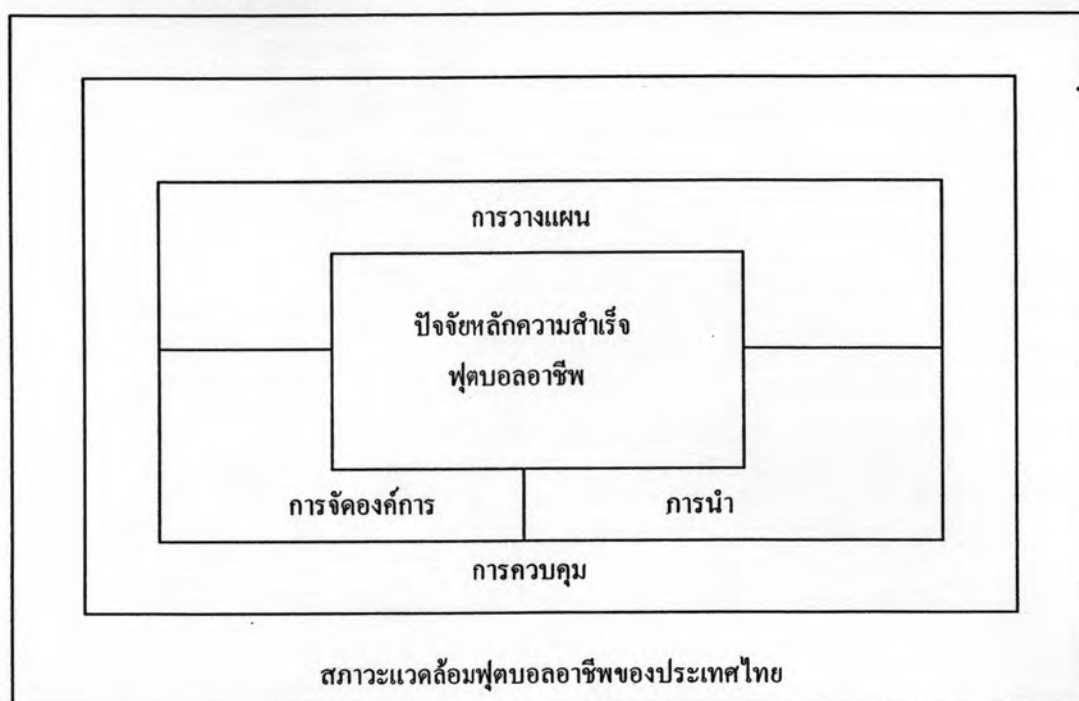 การวางแผน
ปัจจัยหลักความสำเร็จ
ฟุตบอลอาชีพ
การจัดองค์การ
การนำ
การควบคุม
สภาวะแวดล้อมฟุตบอลอาชีพของประเทศไทย